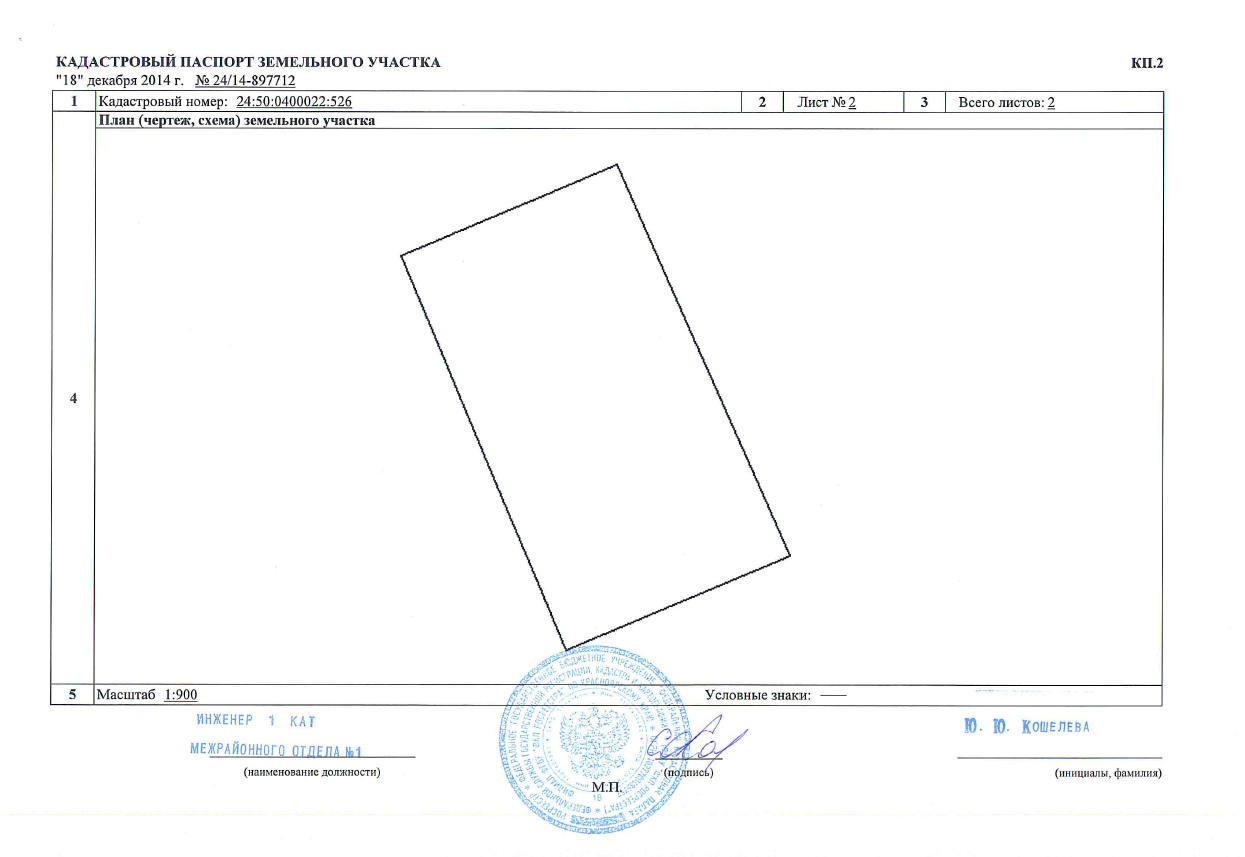 КАДАСТРОВЫЙ ПАСПОРТ ЗЕМЕЛЬНОГО УЧАСТКА КП.2
"18" декабря 2014 г. № 24/14-897712
1 Кадастровый номер: 24:50:0400022:526 2 Лист № 2 3 Всего листов: 2
План (чертеж, схема) земельного участка
4
5 Масштаб 1:900 Условные знаки:
ИНЖЕНЕР 1 КАТ Ю. Ю. КОШЕЛЕВА
МЕЖРАЙОННОГО ОТДЕЛА №1
(наименование должности) (подпись) (инициалы, фамилия)
М.П.